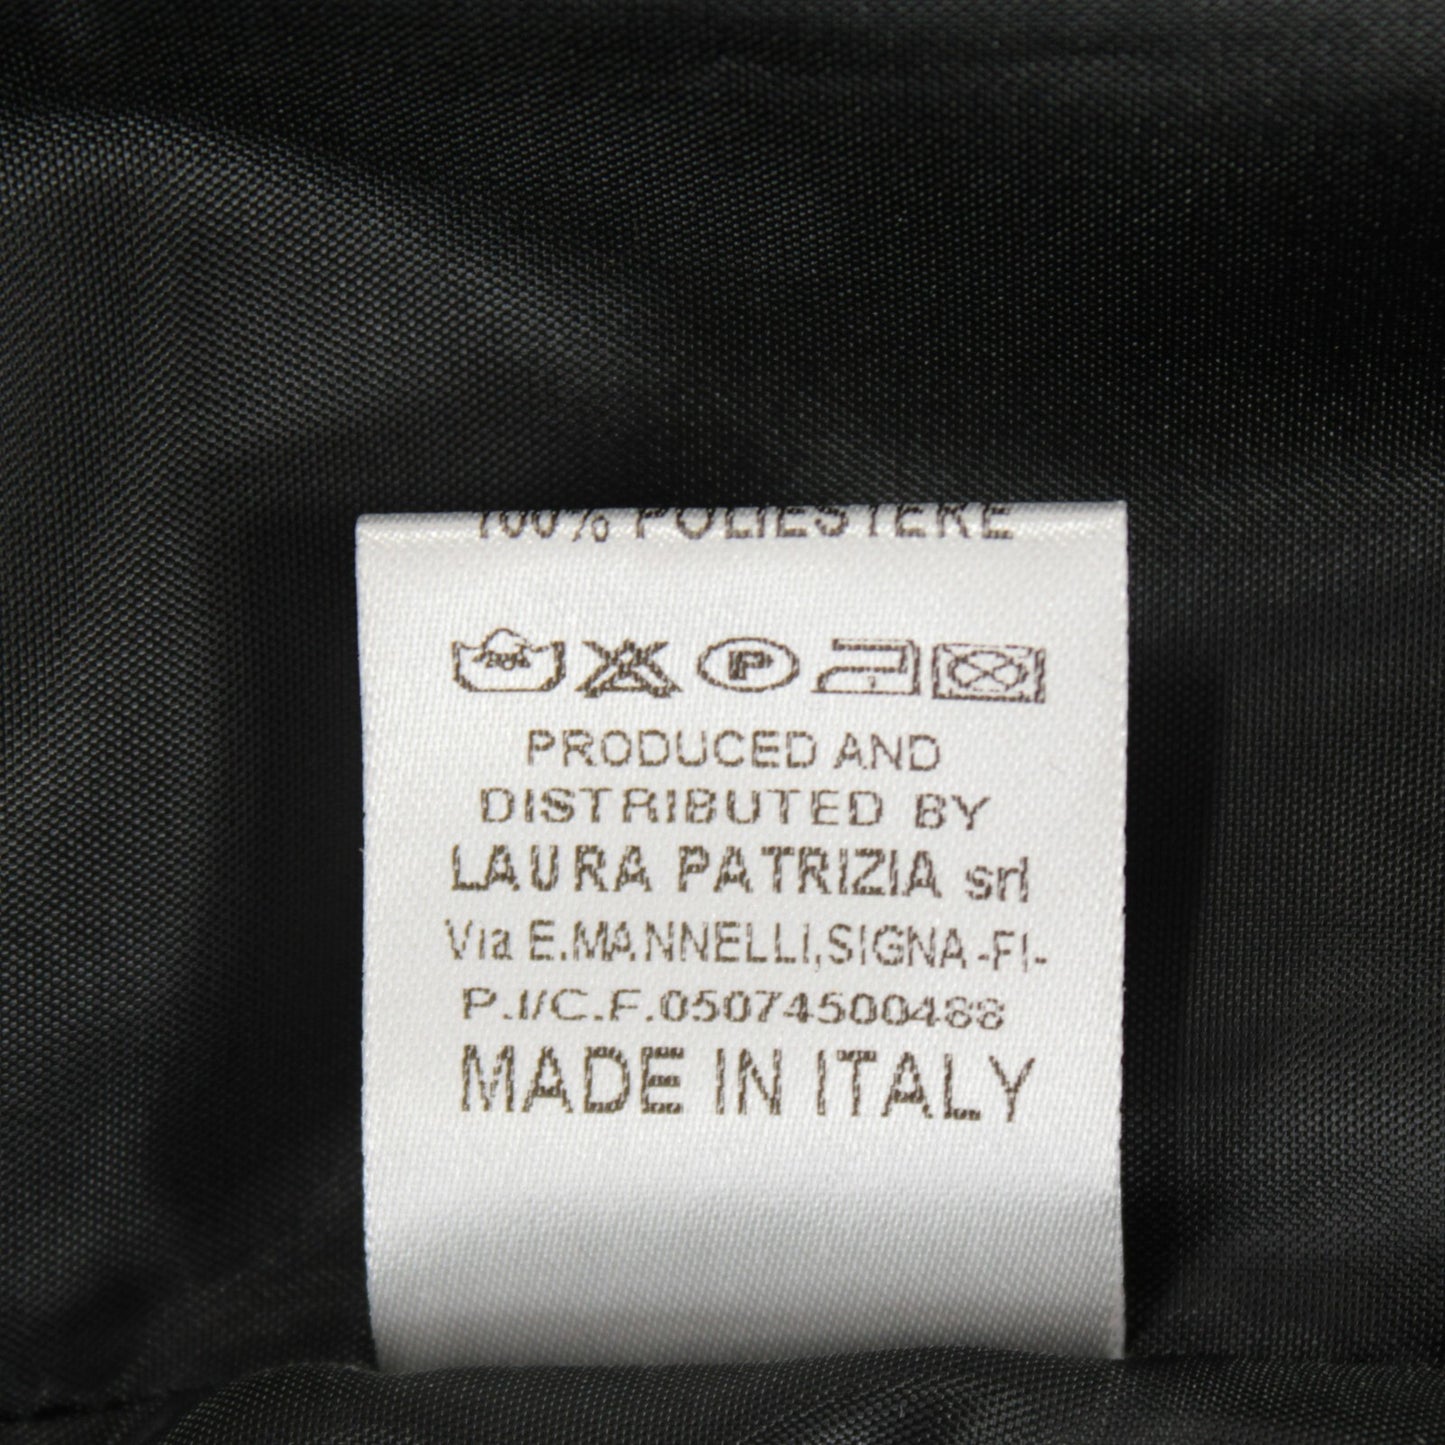 100% POLIESTERE
P
PRODUCED AND
DISTRIBUTED BY
LAURA PATRIZIA srl
Via E.MANNELLI,SIGNA-FI-
P.I/C.F.05074500488
MADE IN ITALY